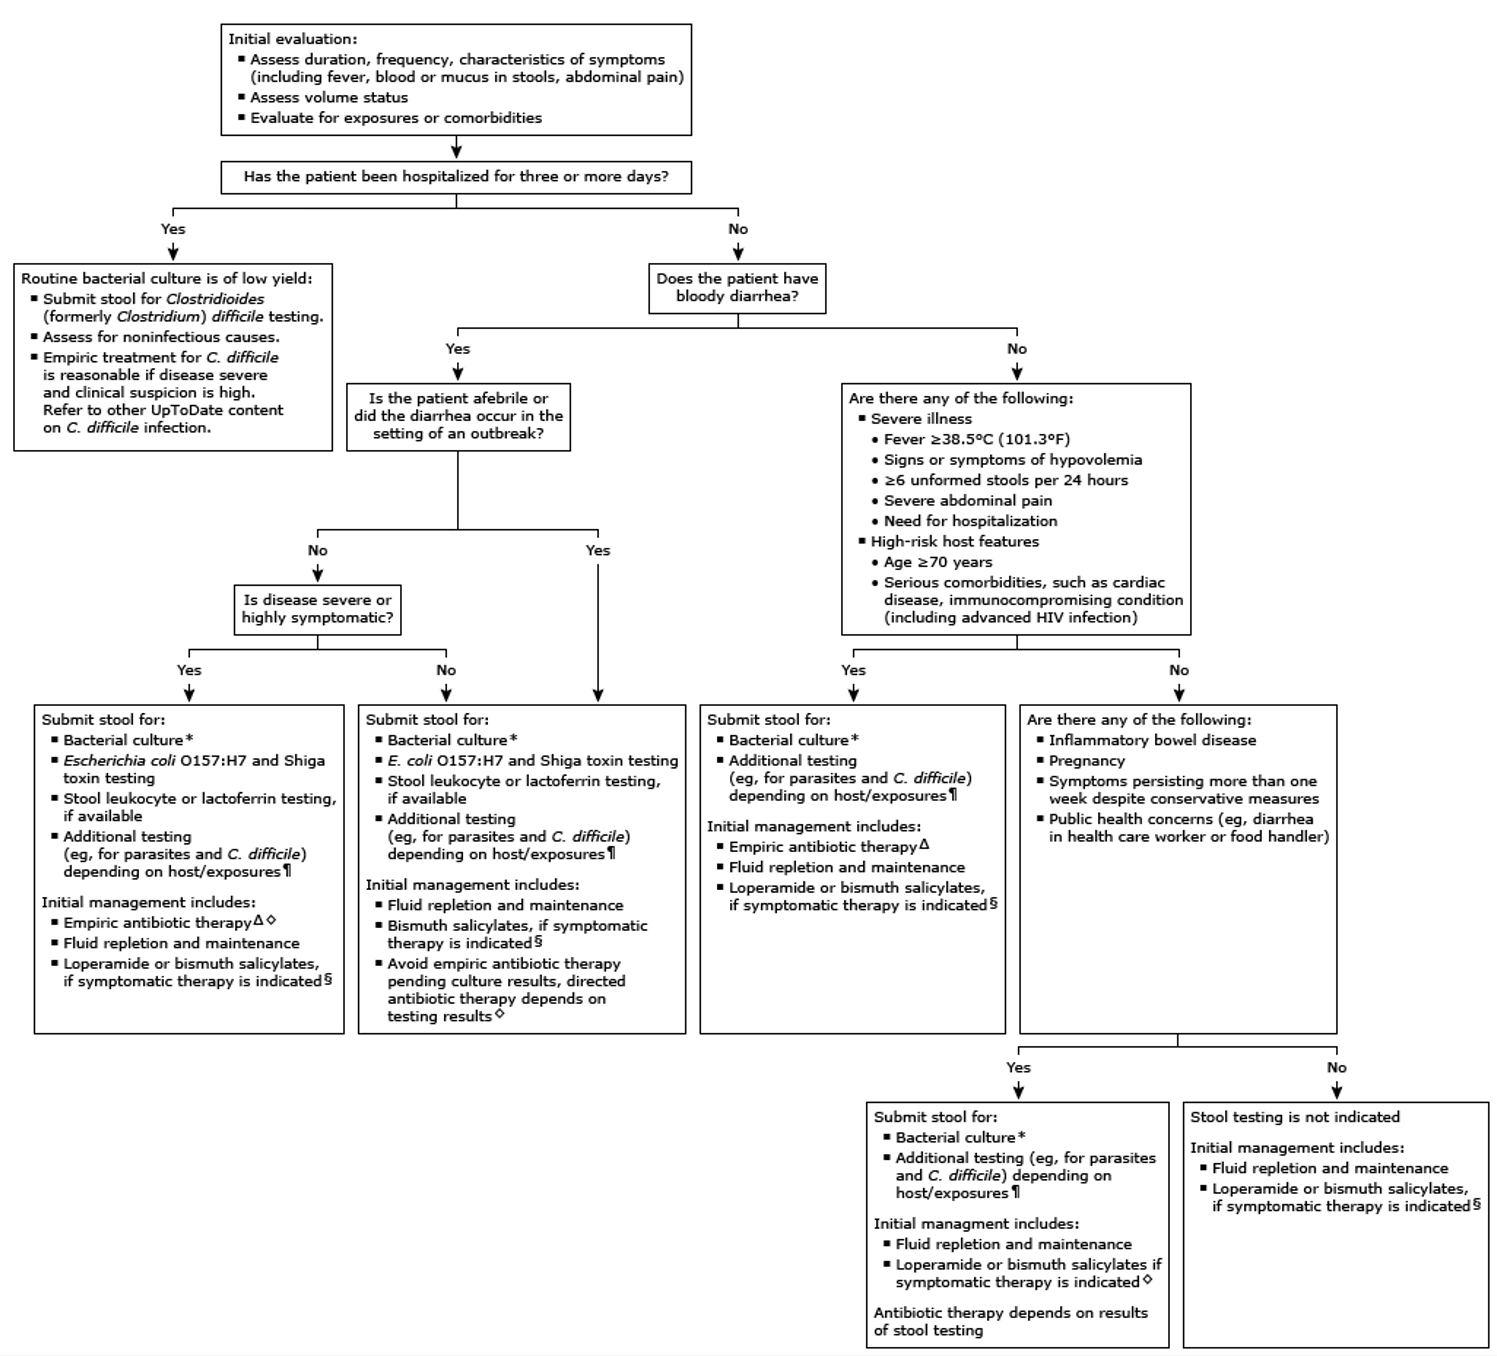 Initial evaluation:
▪ Assess duration, frequency, characteristics of symptoms
(including fever, blood or mucus in stools, abdominal pain)
▪ Assess volume status
▪ Evaluate for exposures or comorbidities
Has the patient been hospitalized for three or more days?
Yes
No
Routine bacterial culture is of low yield:
▪ Submit stool for Clostridioides
(formerly Clostridium) difficile testing.
▪ Assess for noninfectious causes.
▪ Empiric treatment for C. difficile
is reasonable if disease severe
and clinical suspicion is high.
Refer to other UpToDate content
on C. difficile infection.
Does the patient have
bloody diarrhea?
Yes
No
Is the patient afebrile or
did the diarrhea occur in the
setting of an outbreak?
Are there any of the following:
▪ Severe illness
• Fever ≥38.5°C (101.3°F)
• Signs or symptoms of hypovolemia
• ≥6 unformed stools per 24 hours
• Severe abdominal pain
• Need for hospitalization
▪ High-risk host features
• Age ≥70 years
• Serious comorbidities, such as cardiac
disease, immunocompromising condition
(including advanced HIV infection)
No
Yes
Is disease severe or
highly symptomatic?
Yes
No
Yes
No
Submit stool for:
▪ Bacterial culture*
▪ Escherichia coli O157:H7 and Shiga
toxin testing
▪ Stool leukocyte or lactoferrin testing,
if available
▪ Additional testing
(eg, for parasites and C. difficile)
depending on host/exposures¶
Initial management includes:
▪ Empiric antibiotic therapyΔ◇
▪ Fluid repletion and maintenance
▪ Loperamide or bismuth salicylates,
if symptomatic therapy is indicated§
Submit stool for:
▪ Bacterial culture*
▪ E. coli O157:H7 and Shiga toxin testing
▪ Stool leukocyte or lactoferrin testing,
if available
▪ Additional testing
(eg, for parasites and C. difficile)
depending on host/exposures¶
Initial management includes:
▪ Fluid repletion and maintenance
▪ Bismuth salicylates, if symptomatic
therapy is indicated§
▪ Avoid empiric antibiotic therapy
pending culture results, directed
antibiotic therapy depends on
testing results◇
Submit stool for:
▪ Bacterial culture*
▪ Additional testing
(eg, for parasites and C. difficile)
depending on host/exposures¶
Initial management includes:
▪ Empiric antibiotic therapyΔ
▪ Fluid repletion and maintenance
▪ Loperamide or bismuth salicylates,
if symptomatic therapy is indicated§
Are there any of the following:
▪ Inflammatory bowel disease
▪ Pregnancy
▪ Symptoms persisting more than one
week despite conservative measures
▪ Public health concerns (eg, diarrhea
in health care worker or food handler)
Yes
No
Submit stool for:
▪ Bacterial culture*
▪ Additional testing (eg, for parasites
and C. difficile) depending on
host/exposures¶
Initial managment includes:
▪ Fluid repletion and maintenance
▪ Loperamide or bismuth salicylates if
symptomatic therapy is indicated◇
Antibiotic therapy depends on results
of stool testing
Stool testing is not indicated
Initial management includes:
▪ Fluid repletion and maintenance
▪ Loperamide or bismuth salicylates,
if symptomatic therapy is indicated§